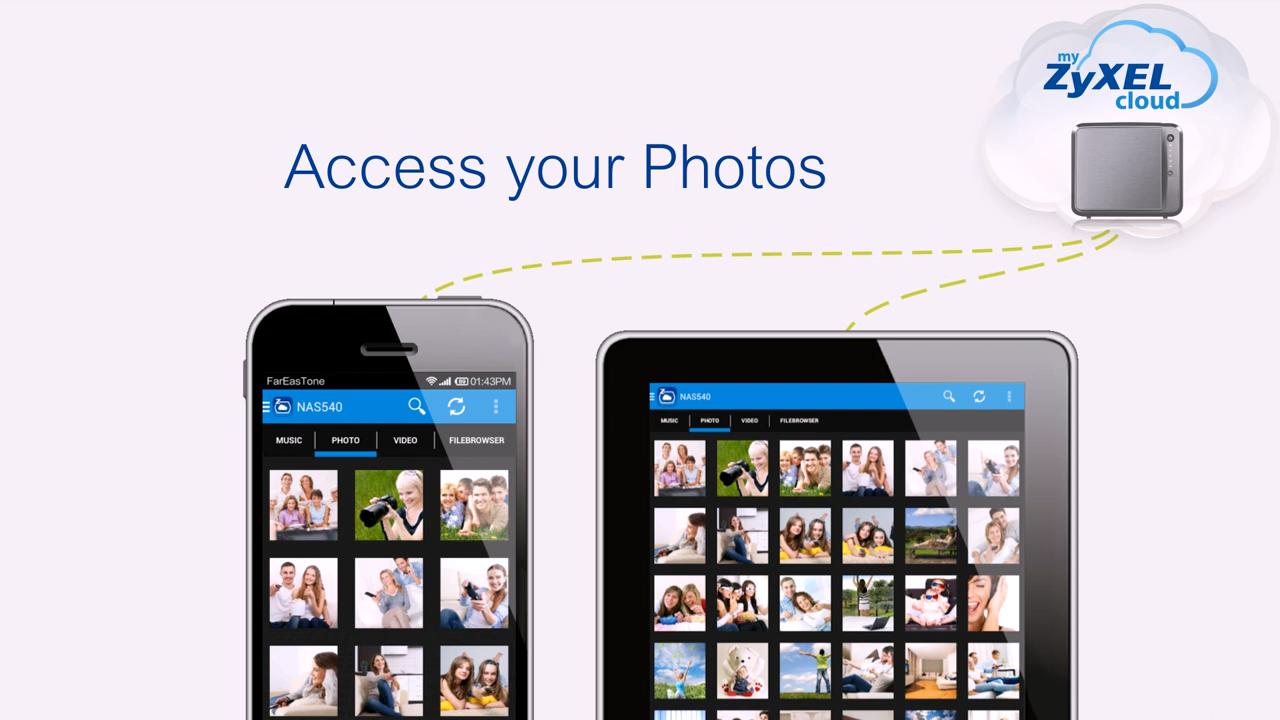 my
ZyXEL
cloud
Access your Photos
FarEasTone 01:43PM
NAS540
MUSIC PHOTO VIDEO FILEBROWSER
NAS540
MUSIC PHOTO VIDEO FILEBROWSER